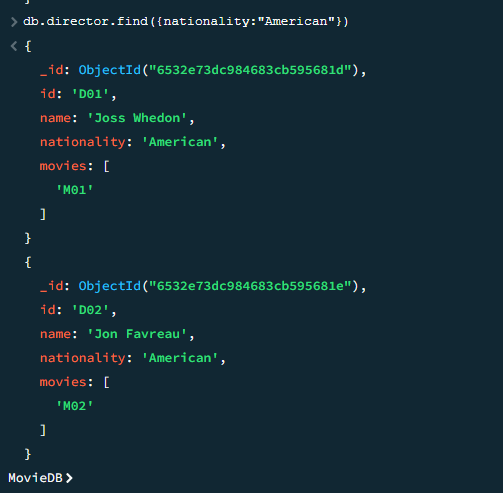 > db.director.find({nationality:"American"})
< {
_id: ObjectId("6532e73dc984683cb595681d"),
id: 'D01',
name: 'Joss Whedon',
nationality: 'American',
movies: [
'M01'
]
}
{
_id: ObjectId("6532e73dc984683cb595681e"),
id: 'D02',
name: 'Jon Favreau',
nationality: 'American',
movies: [
'M02'
]
}
MovieDB>